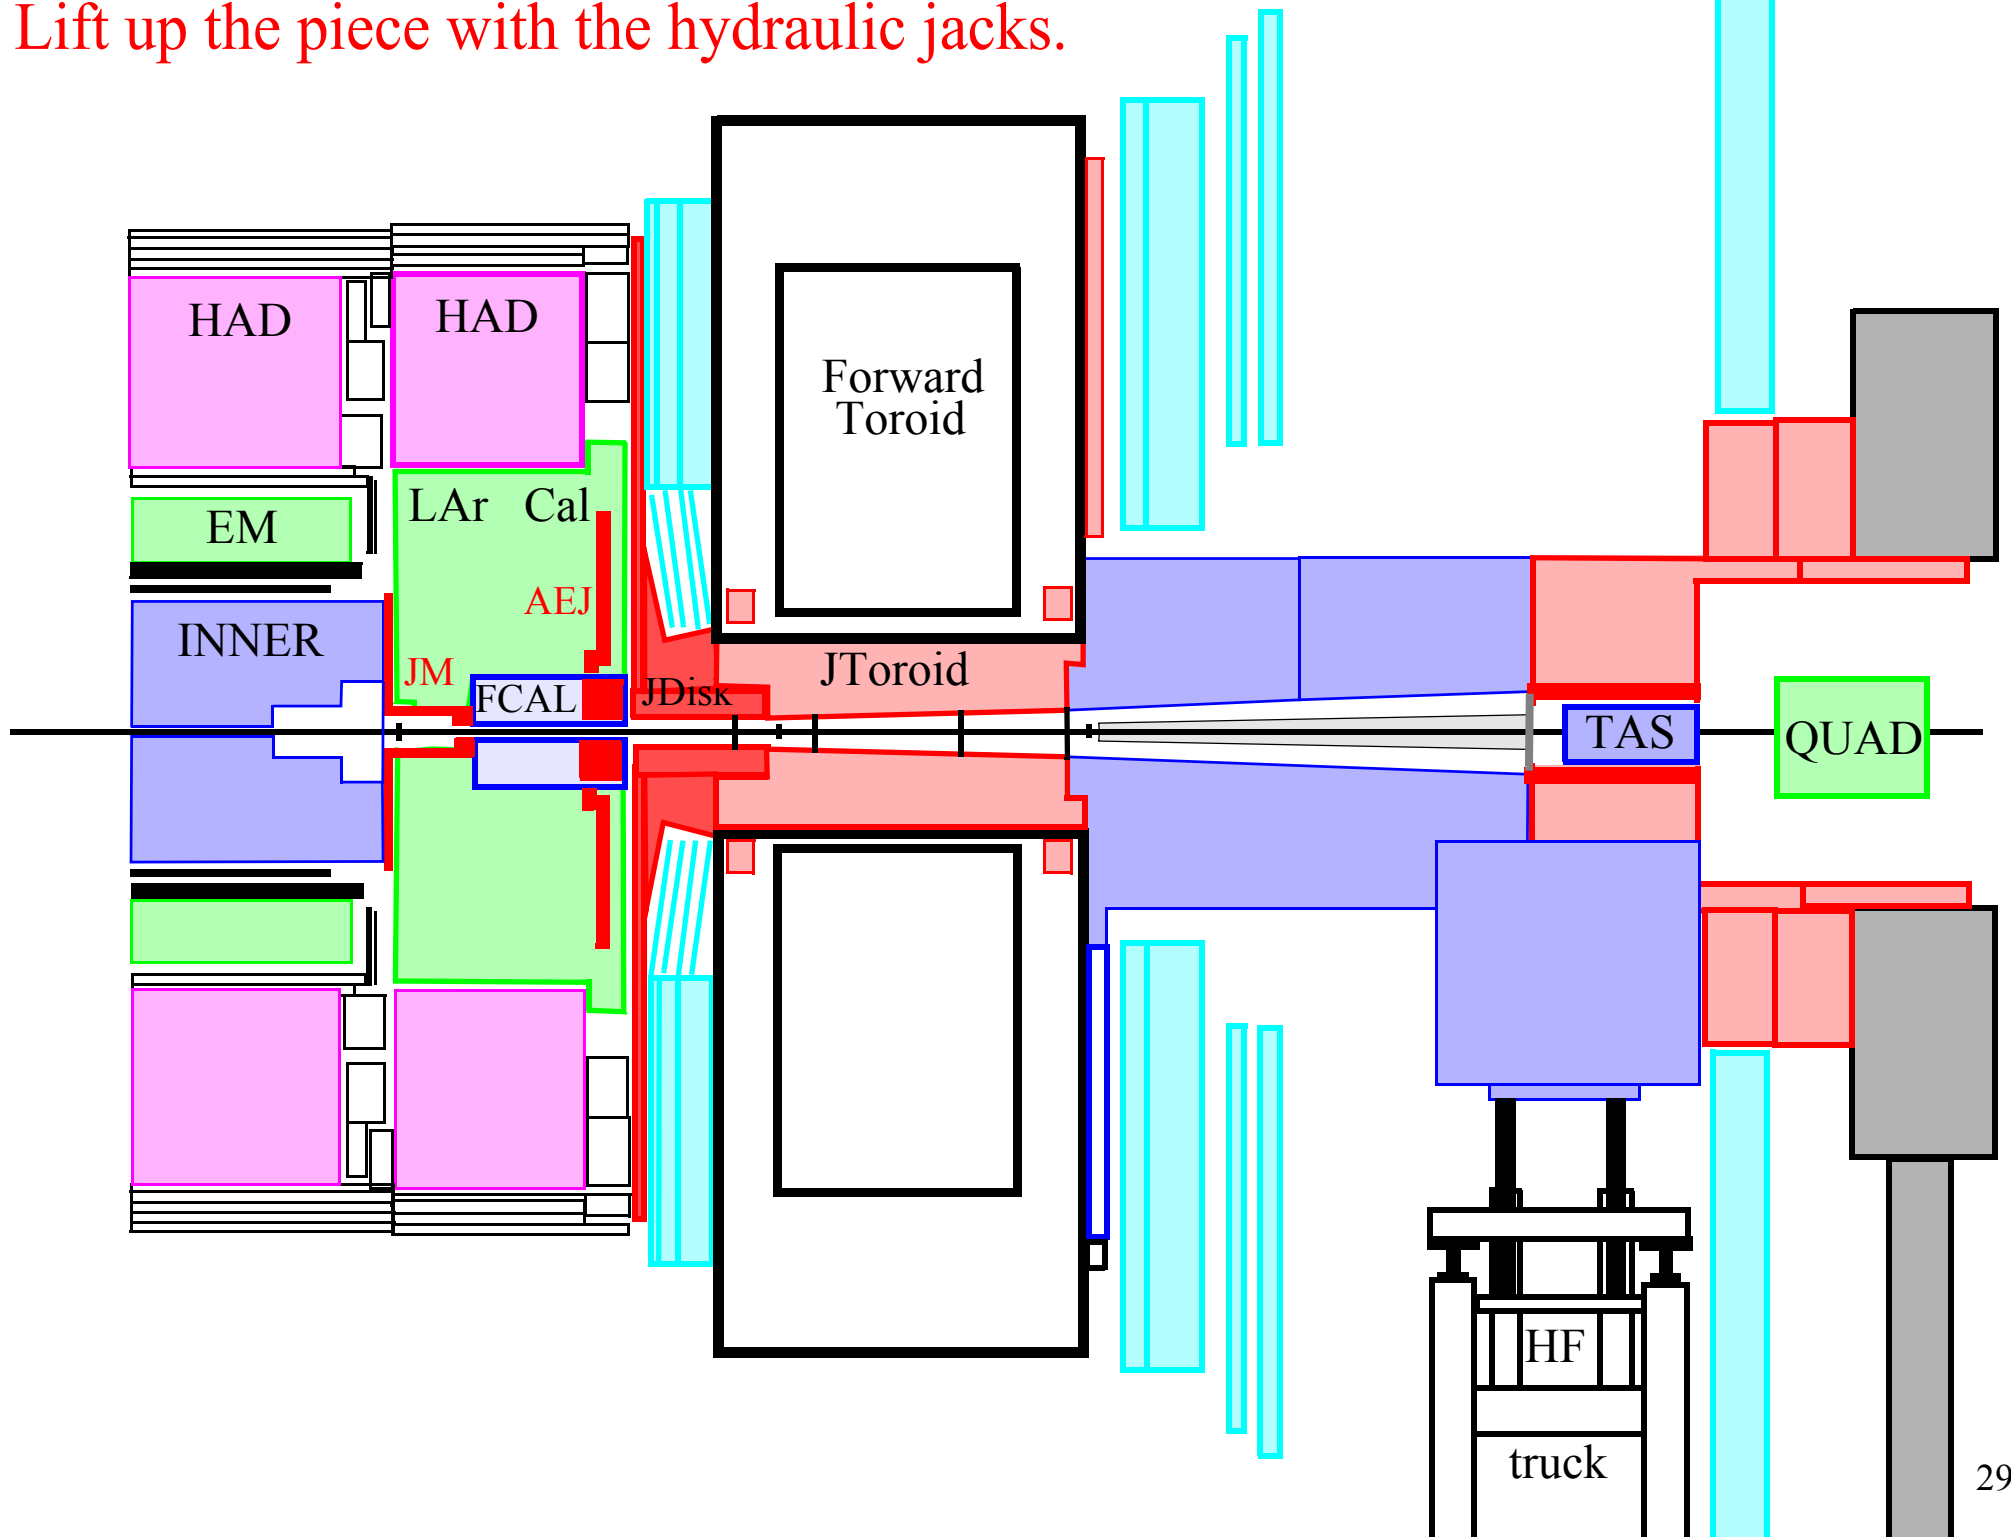 Lift up the piece with the hydraulic jacks.
HAD
HAD
Forward
Toroid
LAr Cal
EM
AEJ
INNER
JM
JToroid
FCAL
JDisk
TAS
QUAD
HF
truck
29